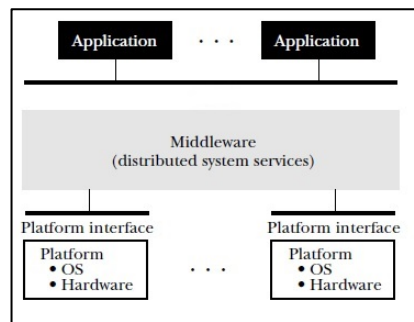 Application . . . Application
Middleware
(distributed system services)
Platform interface Platform interface
Platform . . . Platform
• OS • OS
• Hardware • Hardware